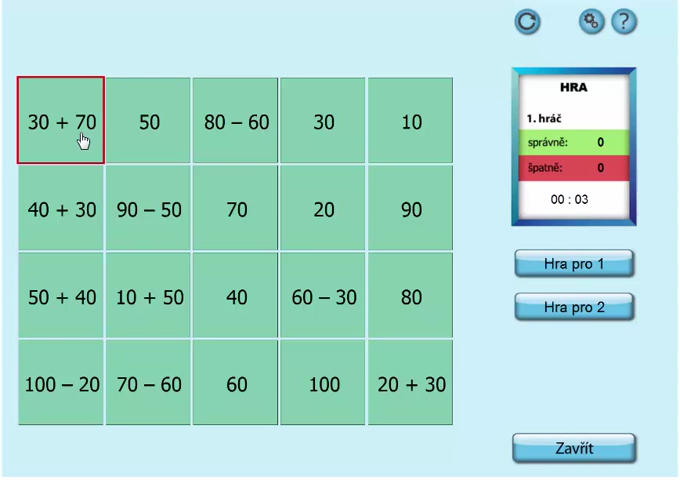 ?
30 + 70
50
80 – 60
30
10
40 + 30
90 – 50
70
20
90
50 + 40
10 + 50
40
60 – 30
80
100 – 20
70 – 60
60
100
20 + 30
HRA
1. hráč
správně: 0
špatně: 0
00 : 03
Hra pro 1
Hra pro 2
Zavřít